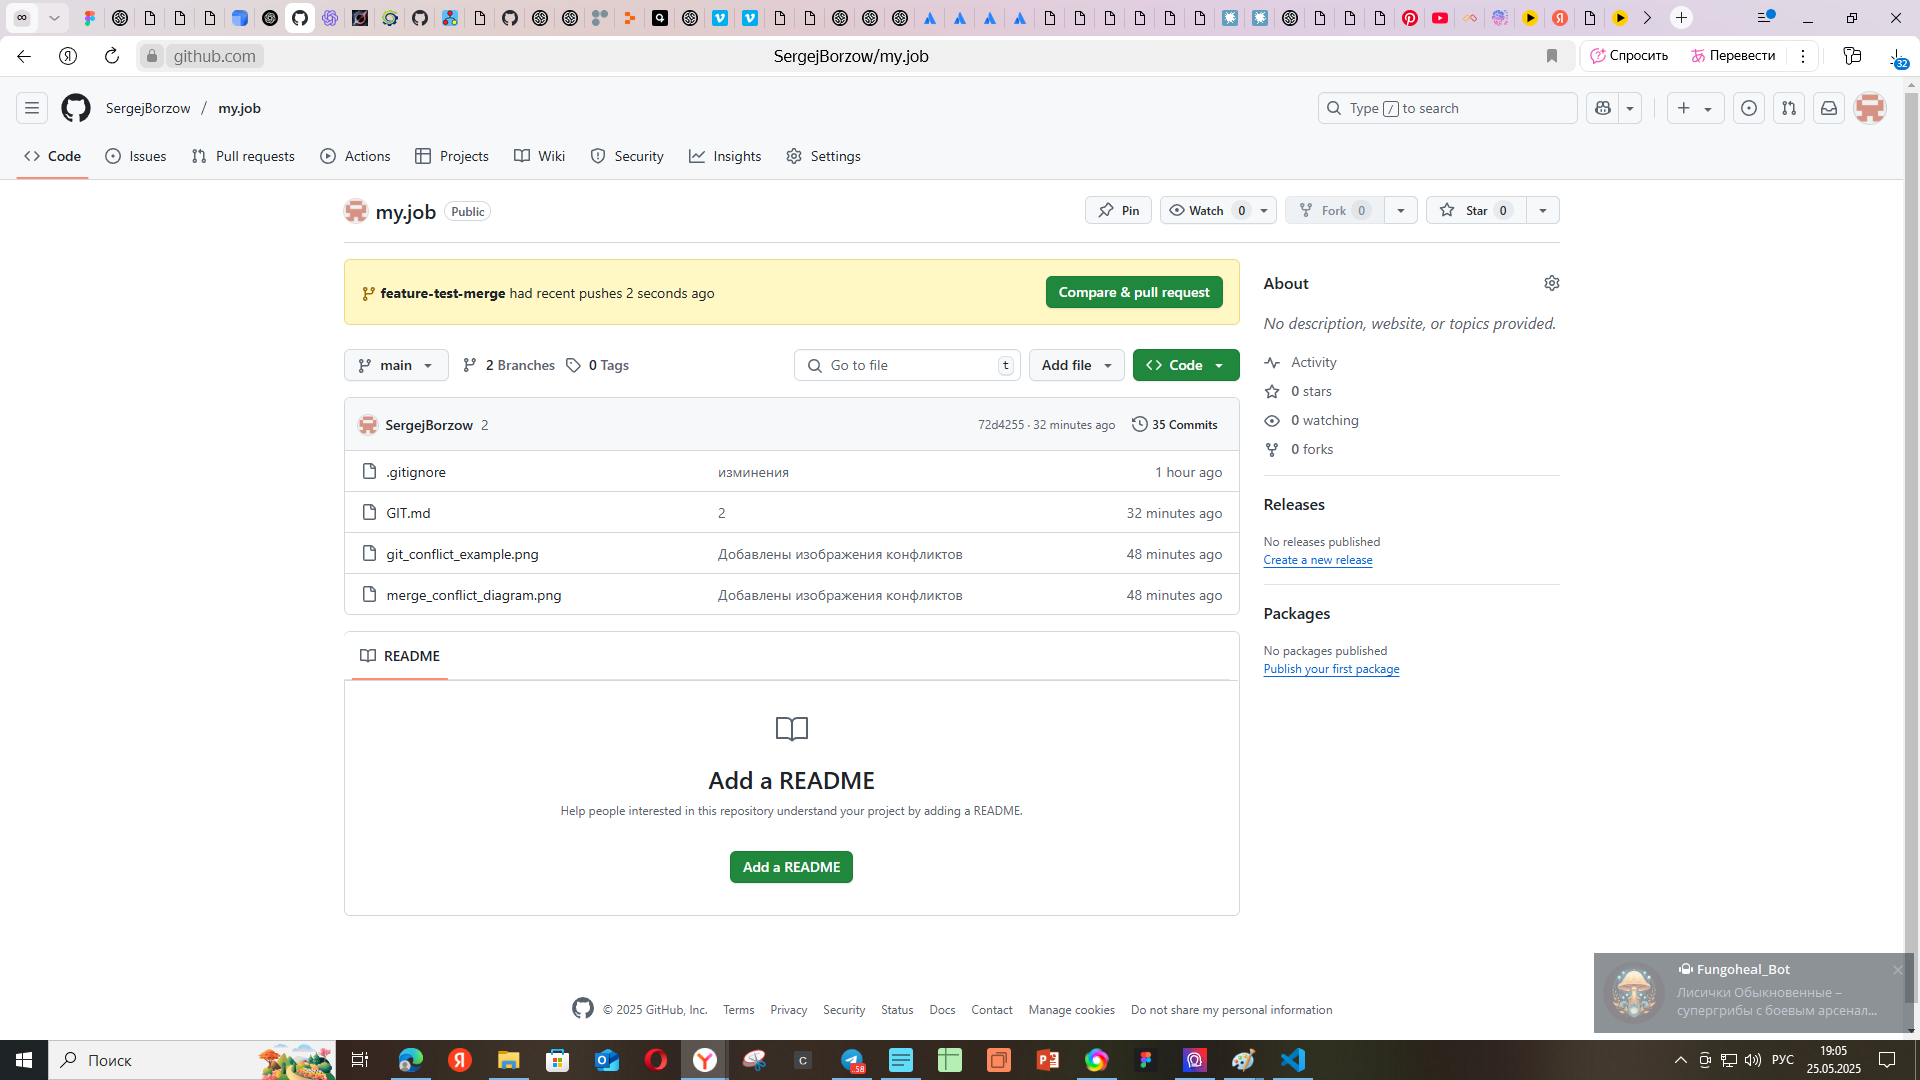 github.com
SergejBorzow/my.job
Спросить
Перевести
32
SergejBorzow / my.job
Type / to search
Code
Issues
Pull requests
Actions
Projects
Wiki
Security
Insights
Settings
my.job
Public
Pin
Watch 0
Fork 0
Star 0
feature-test-merge had recent pushes 2 seconds ago
Compare & pull request
main
2 Branches
0 Tags
Go to file
t
Add file
Code
SergejBorzow 2
72d4255 · 32 minutes ago
35 Commits
.gitignore
изминения
1 hour ago
GIT.md
2
32 minutes ago
git_conflict_example.png
Добавлены изображения конфликтов
48 minutes ago
merge_conflict_diagram.png
Добавлены изображения конфликтов
48 minutes ago
README
Add a README
Help people interested in this repository understand your project by adding a README.
Add a README
About
No description, website, or topics provided.
Activity
0 stars
0 watching
0 forks
Releases
No releases published
Create a new release
Packages
No packages published
Publish your first package
© 2025 GitHub, Inc.
Terms
Privacy
Security
Status
Docs
Contact
Manage cookies
Do not share my personal information
Fungoheal_Bot
Лисички Обыкновенные –
супергрибы с боевым арсенал...
Поиск
58
РУС
19:05
25.05.2025